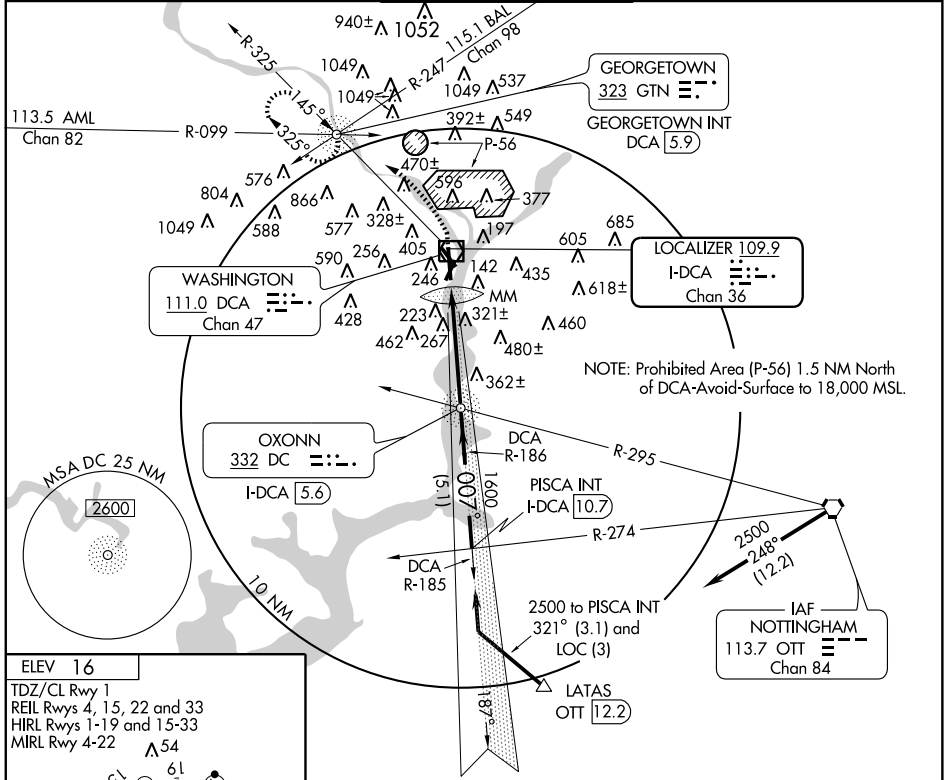 940±
1052
R-325
R-247
115.1 BAL
Chan 98
1049
1049
1049
537
GEORGETOWN
323 GTN
GEORGETOWN INT
DCA 5.9
113.5 AML
Chan 82
R-099
145°
325°
392±
549
P-56
470±
576
596
377
804
866
328±
1049
588
577
405
197
605
685
LOCALIZER 109.9
I-DCA
Chan 36
WASHINGTON
111.0 DCA
Chan 47
590
256
246
142
435
618±
MM
428
223
321±
462
267
480±
460
362±
NOTE: Prohibited Area (P-56) 1.5 NM North
of DCA-Avoid-Surface to 18,000 MSL.
OXONN
332 DC
I-DCA 5.6
DCA
R-186
R-295
MSA DC 25 NM
2600
007°
(5.1)
1600
PISCA INT
I-DCA 10.7
R-274
2500
248°
(12.2)
DCA
R-185
10 NM
2500 to PISCA INT
321° (3.1) and
LOC (3)
IAF
NOTTINGHAM
113.7 OTT
Chan 84
187°
LATAS
OTT 12.2
ELEV 16
TDZ/CL Rwy 1
REIL Rwys 4, 15, 22 and 33
HIRL Rwys 1-19 and 15-33
MIRL Rwy 4-22
54
19